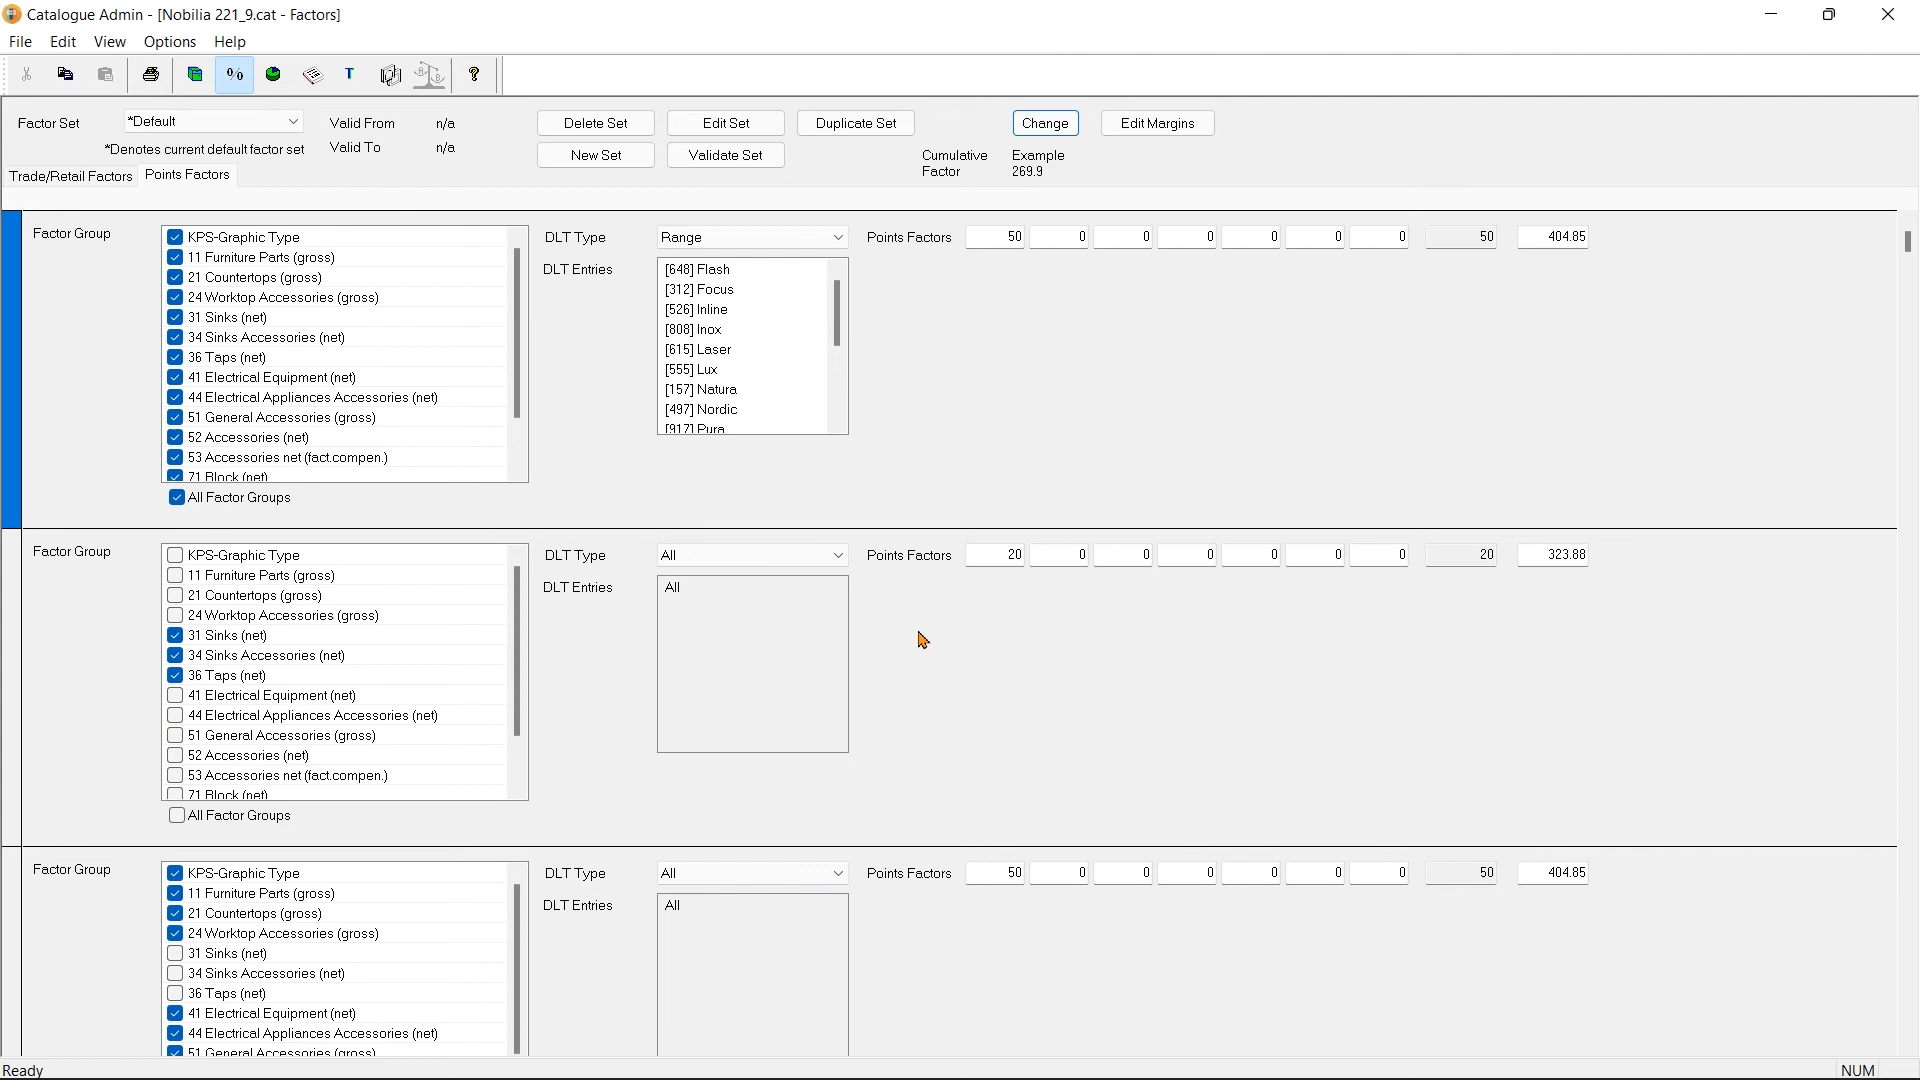 Catalogue Admin - [Nobilia 221_9.cat - Factors]
File Edit View Options Help
% T ?
Factor Set *Default Valid From n/a Delete Set Edit Set Duplicate Set Change Edit Margins
*Denotes current default factor set Valid To n/a New Set Validate Set Cumulative Factor Example 269.9
Trade/Retail Factors Points Factors
Factor Group
KPS-Graphic Type
11 Furniture Parts (gross)
21 Countertops (gross)
24 Worktop Accessories (gross)
31 Sinks (net)
34 Sinks Accessories (net)
36 Taps (net)
41 Electrical Equipment (net)
44 Electrical Appliances Accessories (net)
51 General Accessories (gross)
52 Accessories (net)
53 Accessories net (fact.compen.)
71 Block (net)
All Factor Groups
DLT Type Range
DLT Entries
[648] Flash
[312] Focus
[526] Inline
[808] Inox
[615] Laser
[555] Lux
[157] Natura
[497] Nordic
[917] Pura
Points Factors 50 0 0 0 0 0 0 50 404.85
Factor Group
KPS-Graphic Type
11 Furniture Parts (gross)
21 Countertops (gross)
24 Worktop Accessories (gross)
31 Sinks (net)
34 Sinks Accessories (net)
36 Taps (net)
41 Electrical Equipment (net)
44 Electrical Appliances Accessories (net)
51 General Accessories (gross)
52 Accessories (net)
53 Accessories net (fact.compen.)
71 Block (net)
All Factor Groups
DLT Type All
DLT Entries All
Points Factors 20 0 0 0 0 0 0 20 323.88
Factor Group
KPS-Graphic Type
11 Furniture Parts (gross)
21 Countertops (gross)
24 Worktop Accessories (gross)
31 Sinks (net)
34 Sinks Accessories (net)
36 Taps (net)
41 Electrical Equipment (net)
44 Electrical Appliances Accessories (net)
51 General Accessories (gross)
DLT Type All
DLT Entries All
Points Factors 50 0 0 0 0 0 0 50 404.85
Ready NUM